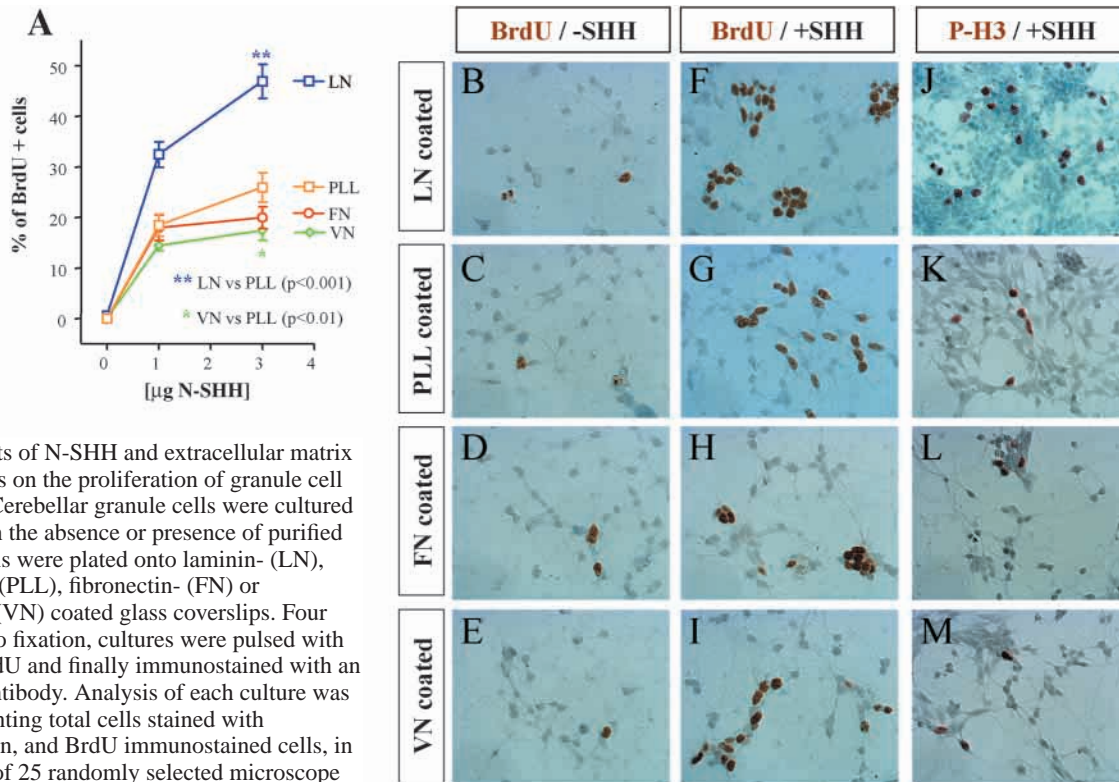 A
50
40
30
20
10
0
% of BrdU + cells
0 1 2 3 4
[µg N-SHH]
**
LN
PLL
FN
VN
*
** LN vs PLL (p<0.001)
* VN vs PLL (p<0.01)
BrdU / -SHH
BrdU / +SHH
P-H3 / +SHH
LN coated
B
F
J
PLL coated
C
G
K
FN coated
D
H
L
VN coated
E
I
M
of N-SHH and extracellular matrix
on the proliferation of granule cell
Cerebellar granule cells were cultured
the absence or presence of purified
were plated onto laminin- (LN),
(PLL), fibronectin- (FN) or
(VN) coated glass coverslips. Four
fixation, cultures were pulsed with
and finally immunostained with an
Analysis of each culture was
total cells stained with
and BrdU immunostained cells, in
of 25 randomly selected microscope